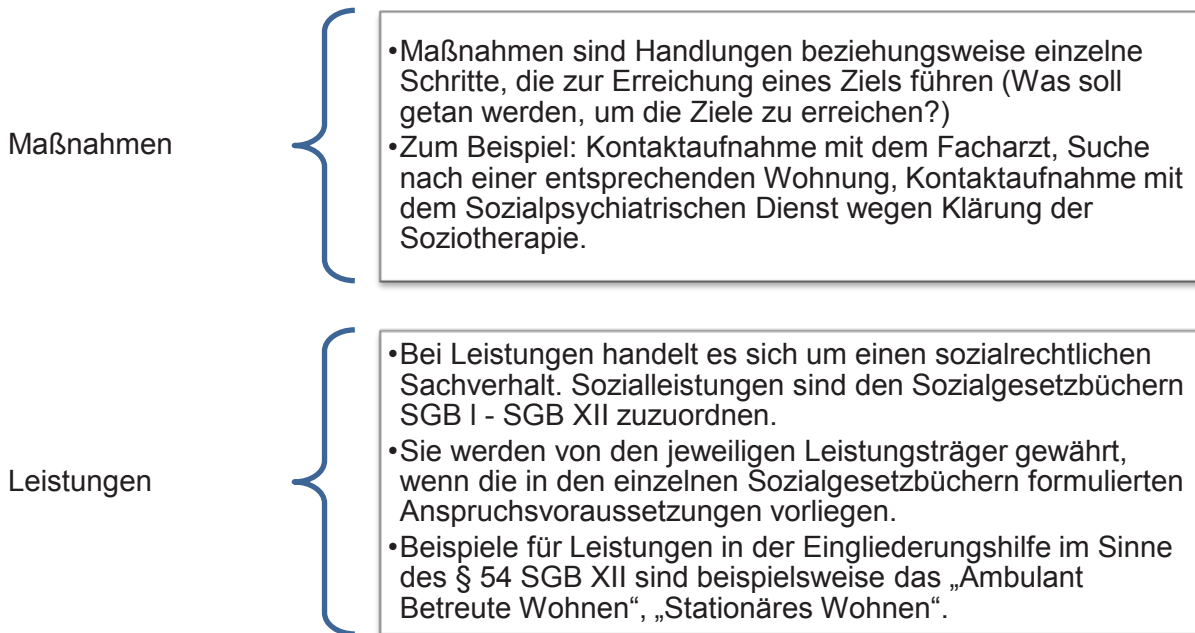 Maßnahmen
•Maßnahmen sind Handlungen beziehungsweise einzelne
Schritte, die zur Erreichung eines Ziels führen (Was soll
getan werden, um die Ziele zu erreichen?)
•Zum Beispiel: Kontaktaufnahme mit dem Facharzt, Suche
nach einer entsprechenden Wohnung, Kontaktaufnahme mit
dem Sozialpsychiatrischen Dienst wegen Klärung der
Soziotherapie.
Leistungen
•Bei Leistungen handelt es sich um einen sozialrechtlichen
Sachverhalt. Sozialleistungen sind den Sozialgesetzbüchern
SGB I - SGB XII zuzuordnen.
•Sie werden von den jeweiligen Leistungsträger gewährt,
wenn die in den einzelnen Sozialgesetzbüchern formulierten
Anspruchsvoraussetzungen vorliegen.
•Beispiele für Leistungen in der Eingliederungshilfe im Sinne
des § 54 SGB XII sind beispielsweise das „Ambulant
Betreute Wohnen“, „Stationäres Wohnen“.